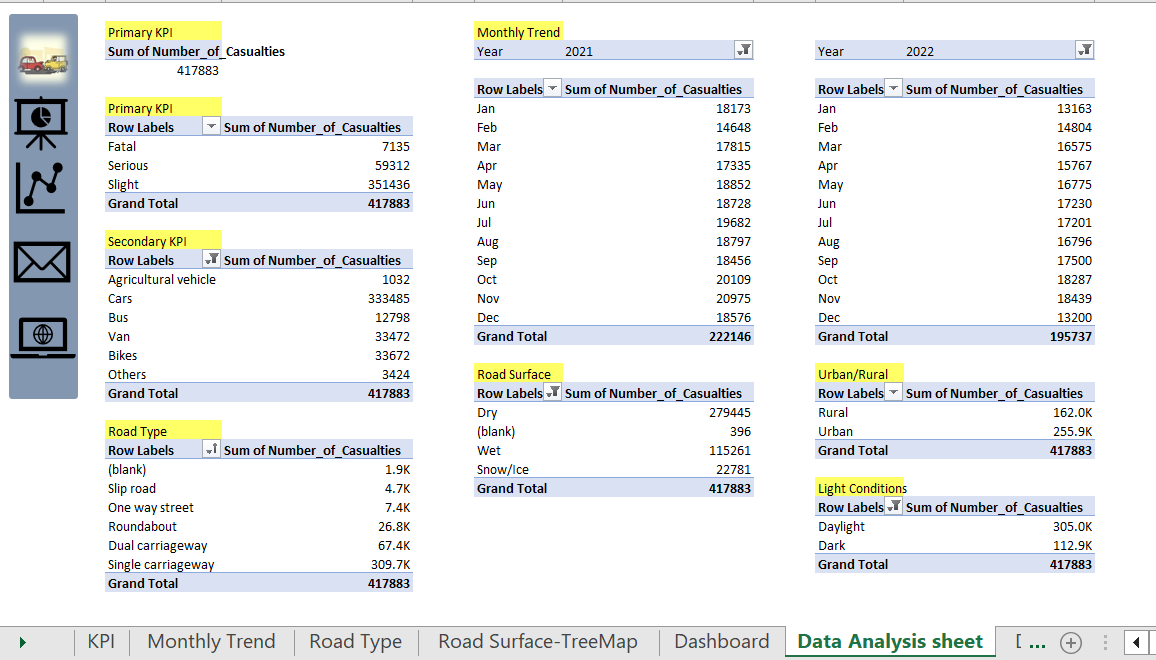 Primary KPI
Sum of Number_of_Casualties
417883
Primary KPI
Row Labels Sum of Number_of_Casualties
Fatal 7135
Serious 59312
Slight 351436
Grand Total 417883
Secondary KPI
Row Labels Sum of Number_of_Casualties
Agricultural vehicle 1032
Cars 333485
Bus 12798
Van 33472
Bikes 33672
Others 3424
Grand Total 417883
Road Type
Row Labels Sum of Number_of_Casualties
(blank) 1.9K
Slip road 4.7K
One way street 7.4K
Roundabout 26.8K
Dual carriageway 67.4K
Single carriageway 309.7K
Grand Total 417883
Monthly Trend
Year 2021
Row Labels Sum of Number_of_Casualties
Jan 18173
Feb 14648
Mar 17815
Apr 17335
May 18852
Jun 18728
Jul 19682
Aug 18797
Sep 18456
Oct 20109
Nov 20975
Dec 18576
Grand Total 222146
Road Surface
Row Labels Sum of Number_of_Casualties
Dry 279445
(blank) 396
Wet 115261
Snow/Ice 22781
Grand Total 417883
Year 2022
Row Labels Sum of Number_of_Casualties
Jan 13163
Feb 14804
Mar 16575
Apr 15767
May 16775
Jun 17230
Jul 17201
Aug 16796
Sep 17500
Oct 18287
Nov 18439
Dec 13200
Grand Total 195737
Urban/Rural
Row Labels Sum of Number_of_Casualties
Rural 162.0K
Urban 255.9K
Grand Total 417883
Light Conditions
Row Labels Sum of Number_of_Casualties
Daylight 305.0K
Dark 112.9K
Grand Total 417883
KPI Monthly Trend Road Type Road Surface-TreeMap Dashboard Data Analysis sheet ...